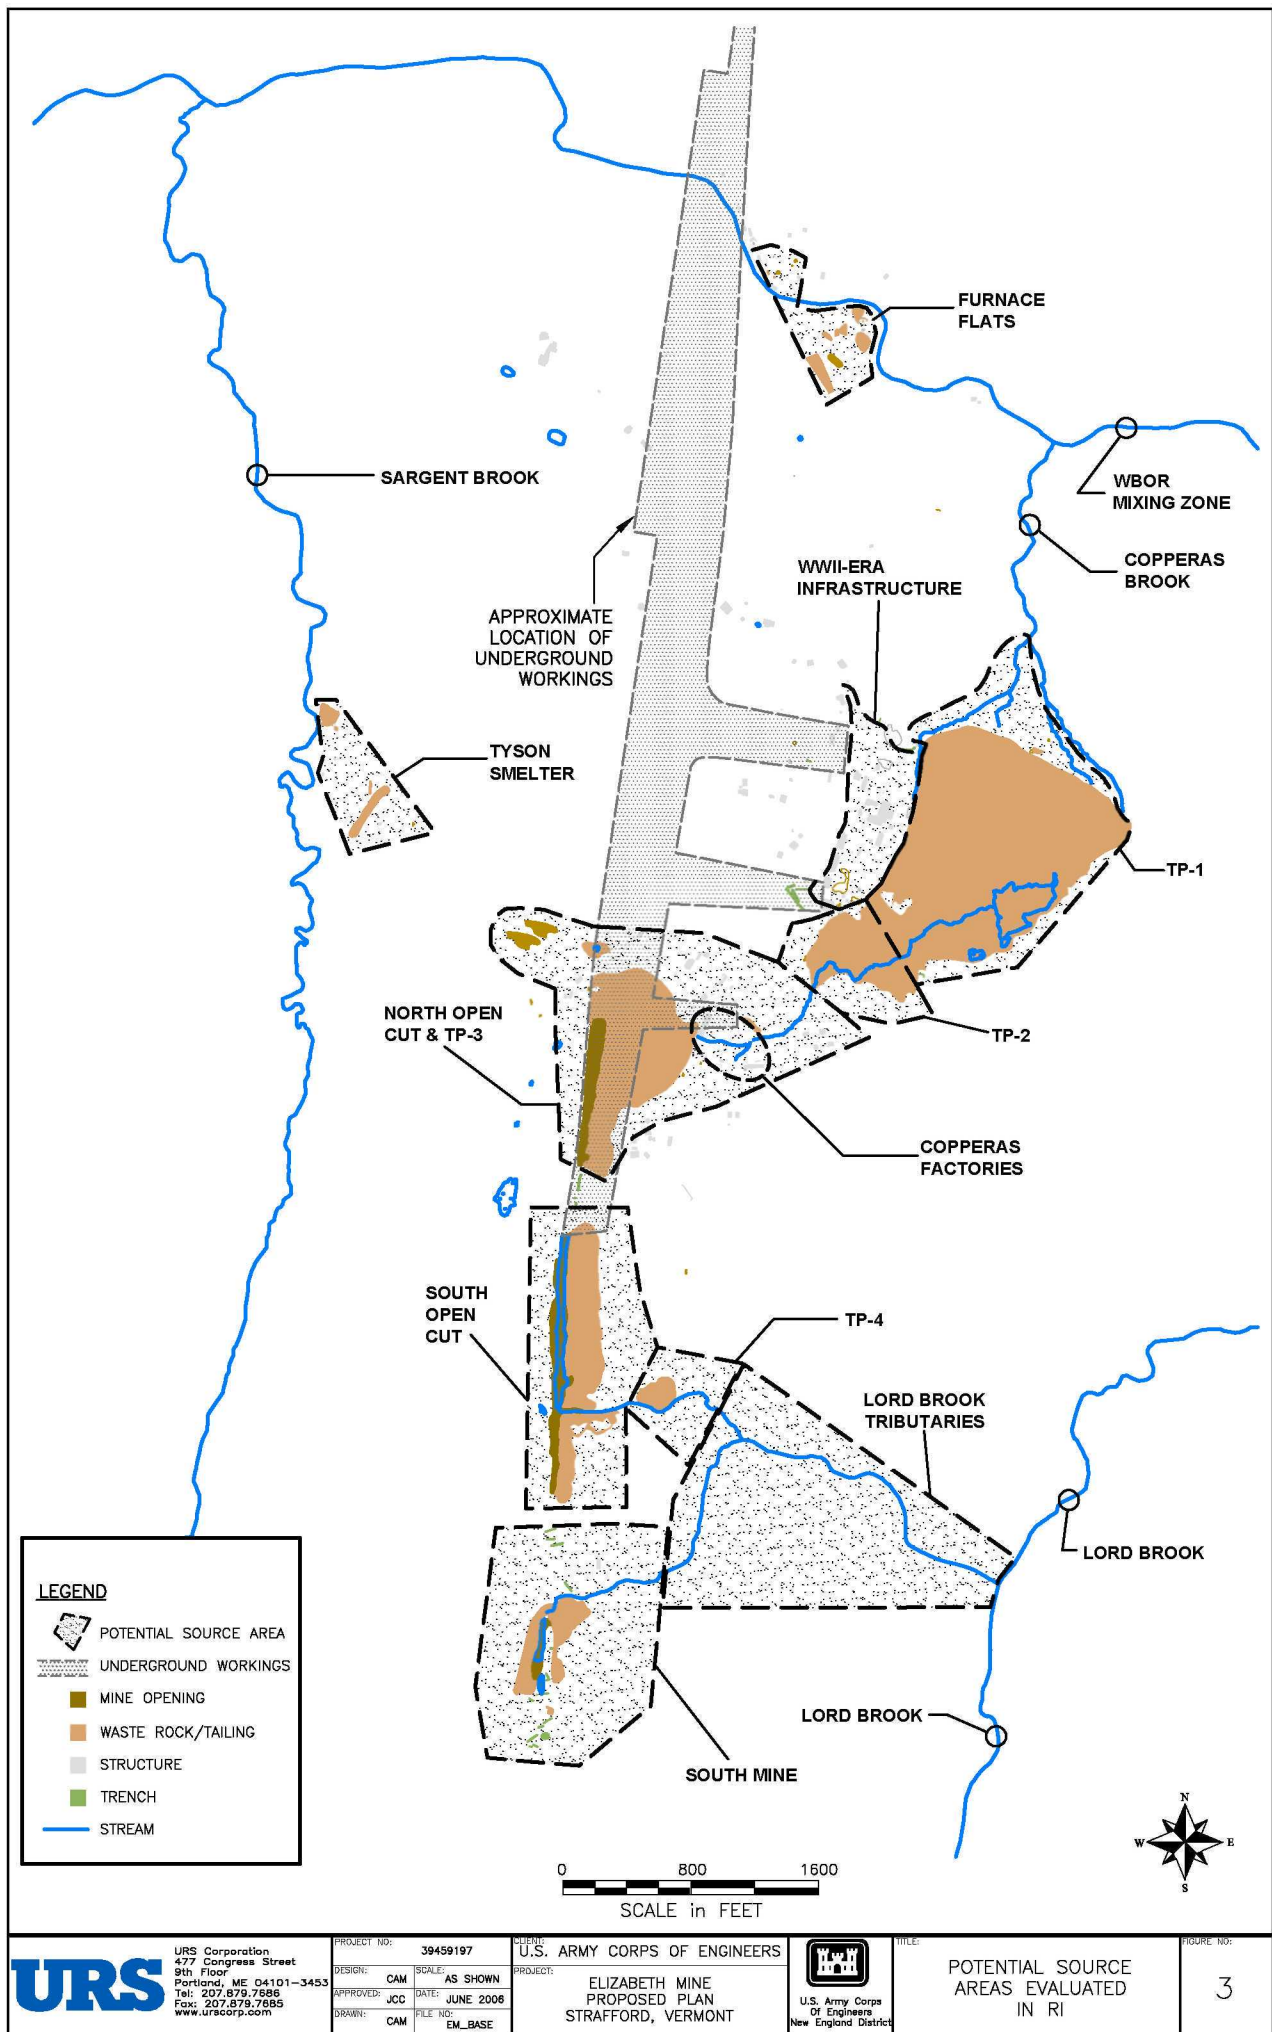 FURNACE
FLATS
SARGENT BROOK
WBOR
MIXING ZONE
COPPERAS
BROOK
WWII-ERA
INFRASTRUCTURE
APPROXIMATE
LOCATION OF
UNDERGROUND
WORKINGS
TYSON
SMELTER
TP-1
NORTH OPEN
CUT & TP-3
TP-2
COPPERAS
FACTORIES
SOUTH
OPEN
CUT
TP-4
LORD BROOK
TRIBUTARIES
LORD BROOK
LORD BROOK
SOUTH MINE
LEGEND
POTENTIAL SOURCE AREA
UNDERGROUND WORKINGS
MINE OPENING
WASTE ROCK/TAILING
STRUCTURE
TRENCH
STREAM
N
W E
S
0 800 1600
SCALE in FEET
URS
URS Corporation
477 Congress Street
9th Floor
Portland, ME 04101-3453
Tel: 207.879.7686
Fax: 207.879.7685
www.urscorp.com
PROJECT NO: 39459197
DESIGN: CAM
SCALE: AS SHOWN
APPROVED: JCC
DATE: JUNE 2006
DRAWN: CAM
FILE NO: EM_BASE
CLIENT: U.S. ARMY CORPS OF ENGINEERS
PROJECT:
ELIZABETH MINE
PROPOSED PLAN
STRAFFORD, VERMONT
U.S. Army Corps
Of Engineers
New England District
TITLE:
POTENTIAL SOURCE
AREAS EVALUATED
IN RI
FIGURE NO:
3